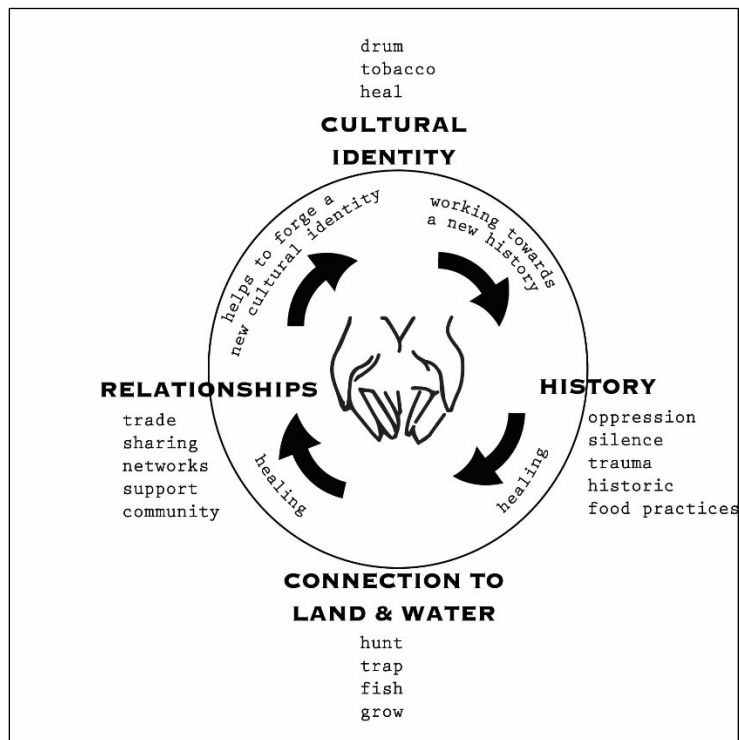 drum
tobacco
heal
CULTURAL
IDENTITY
helps to forge a
new cultural identity
working towards
a new history
RELATIONSHIPS
trade
sharing
networks
support
community
HISTORY
oppression
silence
trauma
historic
food practices
healing
healing
CONNECTION TO
LAND & WATER
hunt
trap
fish
grow